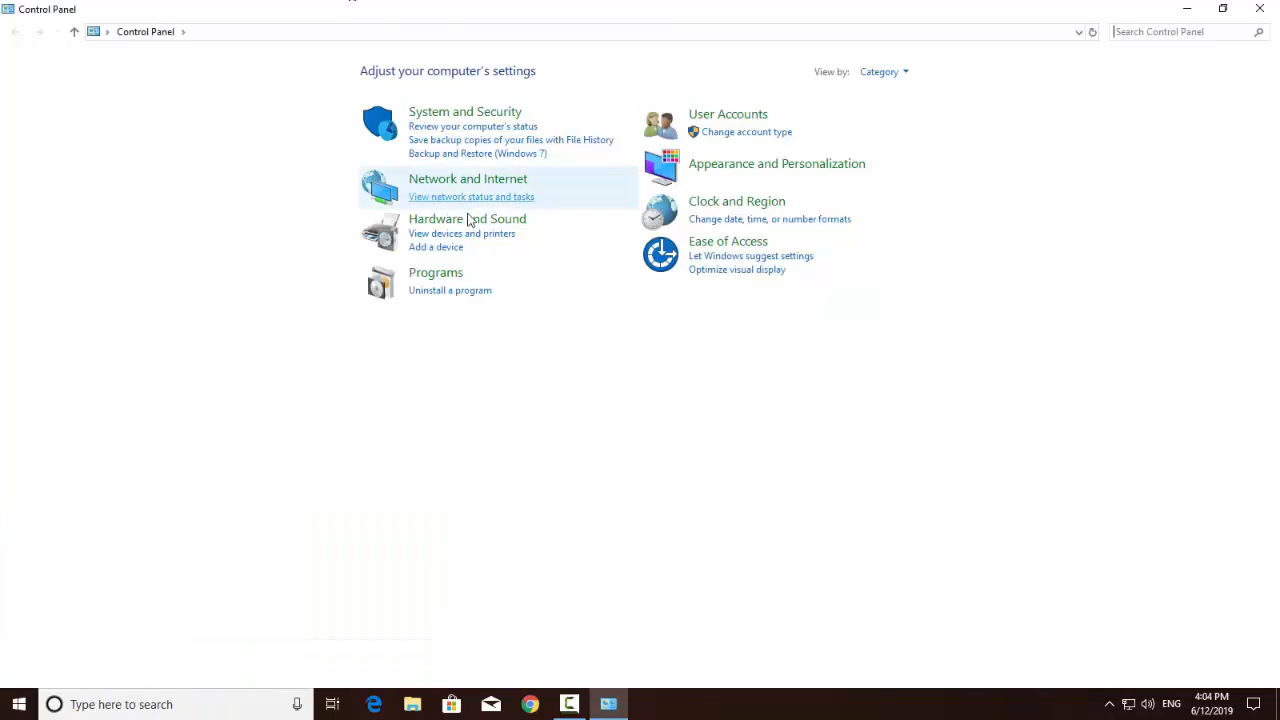 Control Panel
Control Panel
Search Control Panel
Adjust your computer's settings
View by: Category
System and Security
Review your computer's status
Save backup copies of your files with File History
Backup and Restore (Windows 7)
Network and Internet
View network status and tasks
Hardware and Sound
View devices and printers
Add a device
Programs
Uninstall a program
User Accounts
Change account type
Appearance and Personalization
Clock and Region
Change date, time, or number formats
Ease of Access
Let Windows suggest settings
Optimize visual display
Type here to search
ENG
4:04 PM
6/12/2019